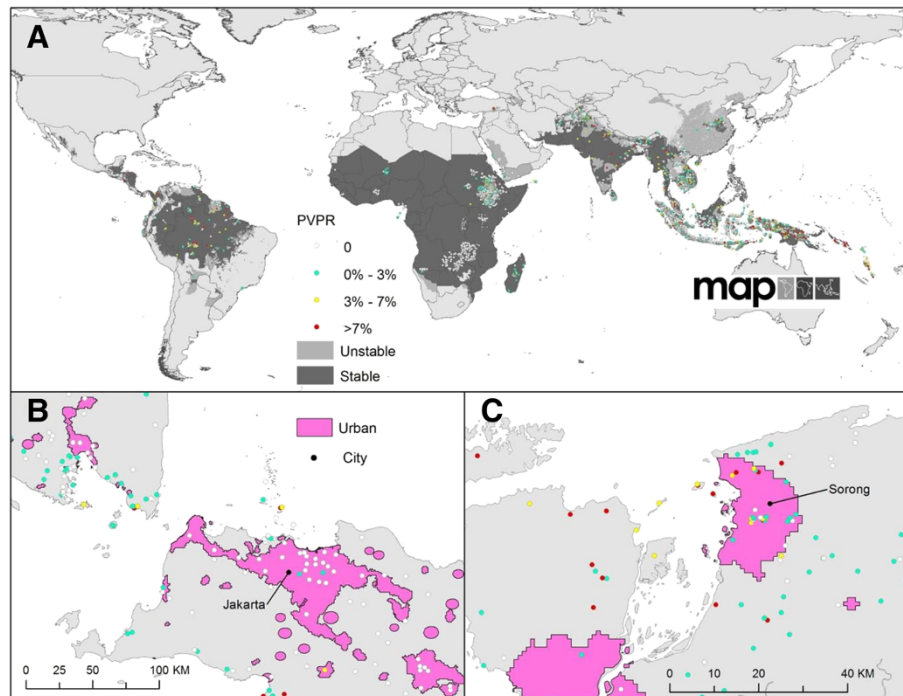 A
PVPR
0
0% - 3%
3% - 7%
>7%
Unstable
Stable
map
B
Urban
City
Jakarta
0 25 50 100 KM
C
Sorong
0 10 20 40 KM